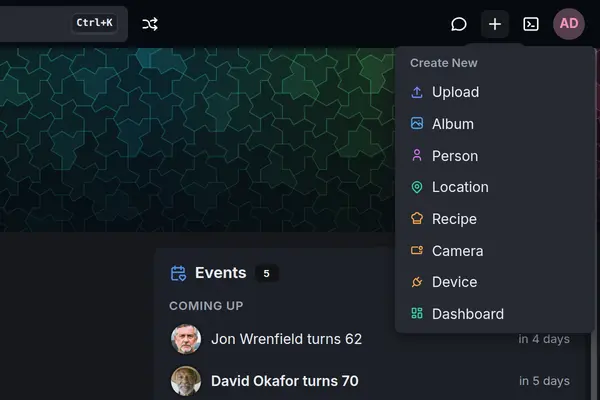 Ctrl+K
AD
Create New
Upload
Album
Person
Location
Recipe
Camera
Device
Dashboard
Events 5
COMING UP
Jon Wrenfield turns 62 in 4 days
David Okafor turns 70 in 5 days